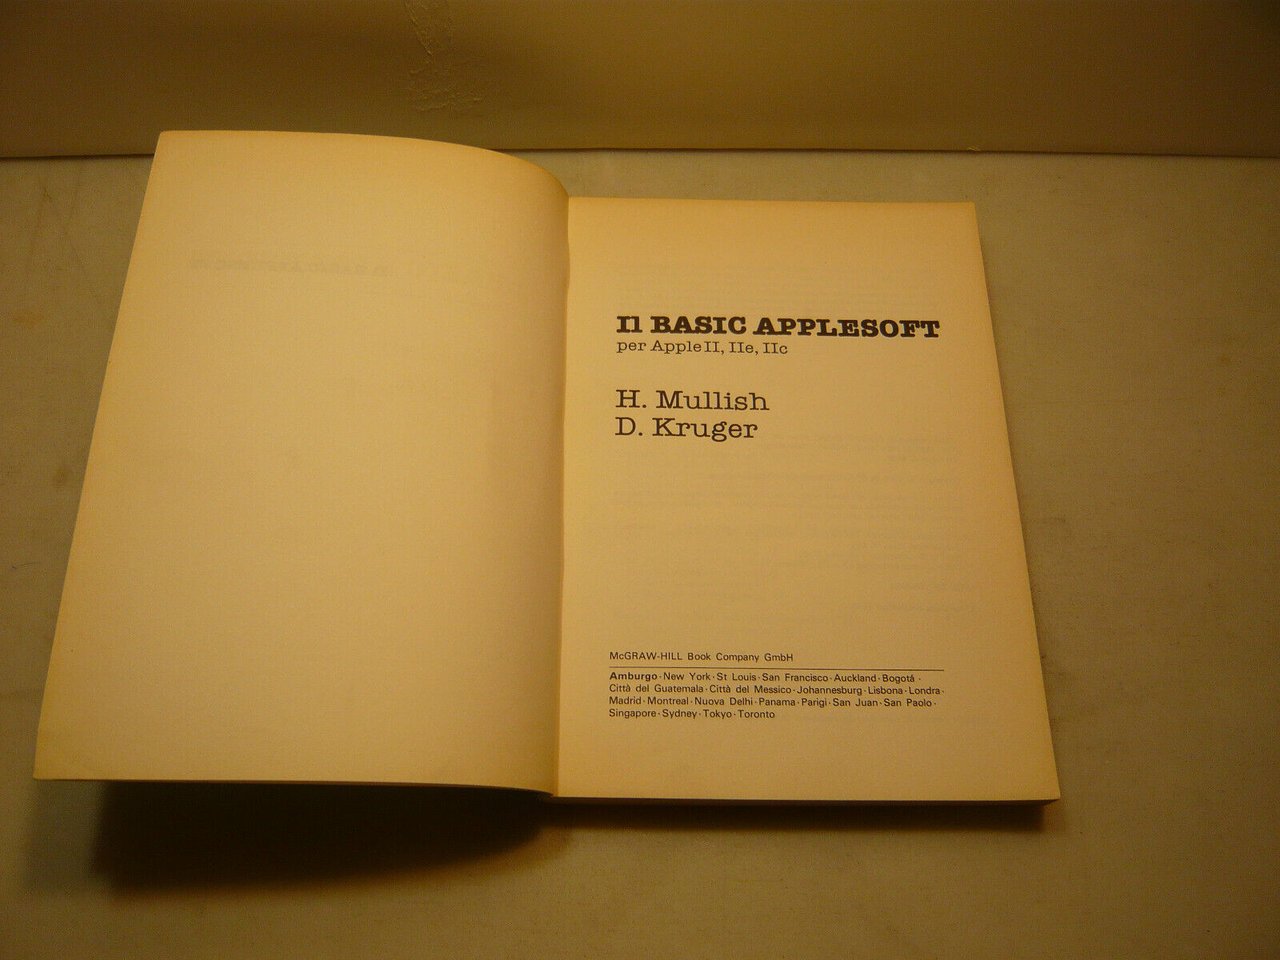 Il BASIC APPLESOFT
per Apple II, IIe, IIc
H. Mullish
D. Kruger
McGRAW-HILL Book Company GmbH
Amburgo · New York · St Louis · San Francisco · Auckland · Bogotá ·
Città del Guatemala · Città del Messico · Johannesburg · Lisbona · Londra ·
Madrid · Montreal · Nuova Delhi · Panama · Parigi · San Juan · San Paolo ·
Singapore · Sydney · Tokyo · Toronto